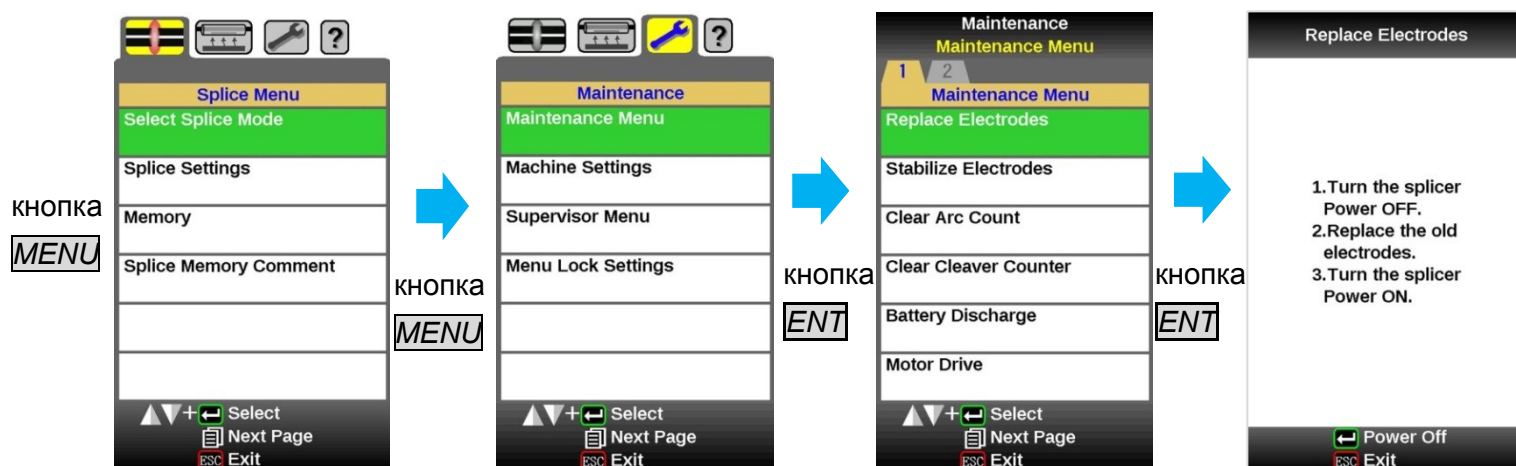 кнопка
MENU
?
Splice Menu
Select Splice Mode
Splice Settings
Memory
Splice Memory Comment
+ Select
Next Page
ESC Exit
кнопка
MENU
?
Maintenance
Maintenance Menu
Machine Settings
Supervisor Menu
Menu Lock Settings
+ Select
Next Page
ESC Exit
кнопка
ENT
Maintenance
Maintenance Menu
1 2
Maintenance Menu
Replace Electrodes
Stabilize Electrodes
Clear Arc Count
Clear Cleaver Counter
Battery Discharge
Motor Drive
+ Select
Next Page
ESC Exit
кнопка
ENT
Replace Electrodes
1.Turn the splicer
Power OFF.
2.Replace the old
electrodes.
3.Turn the splicer
Power ON.
Power Off
ESC Exit